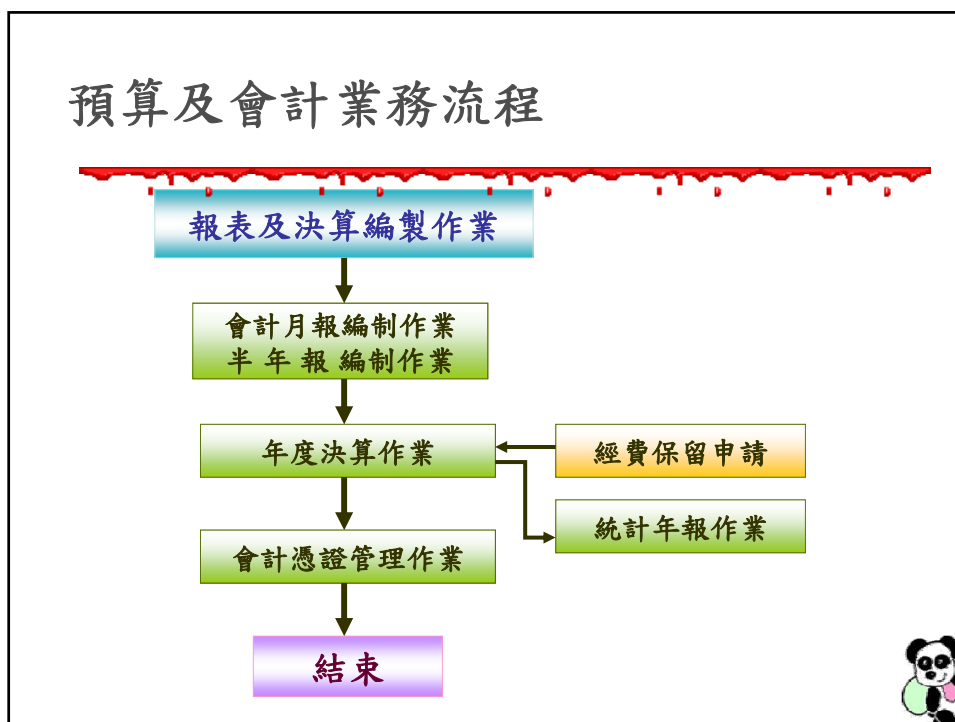 預算及會計業務流程
報表及決算編製作業
會計月報編制作業
半 年 報 編制作業
年度決算作業
經費保留申請
統計年報作業
會計憑證管理作業
結束